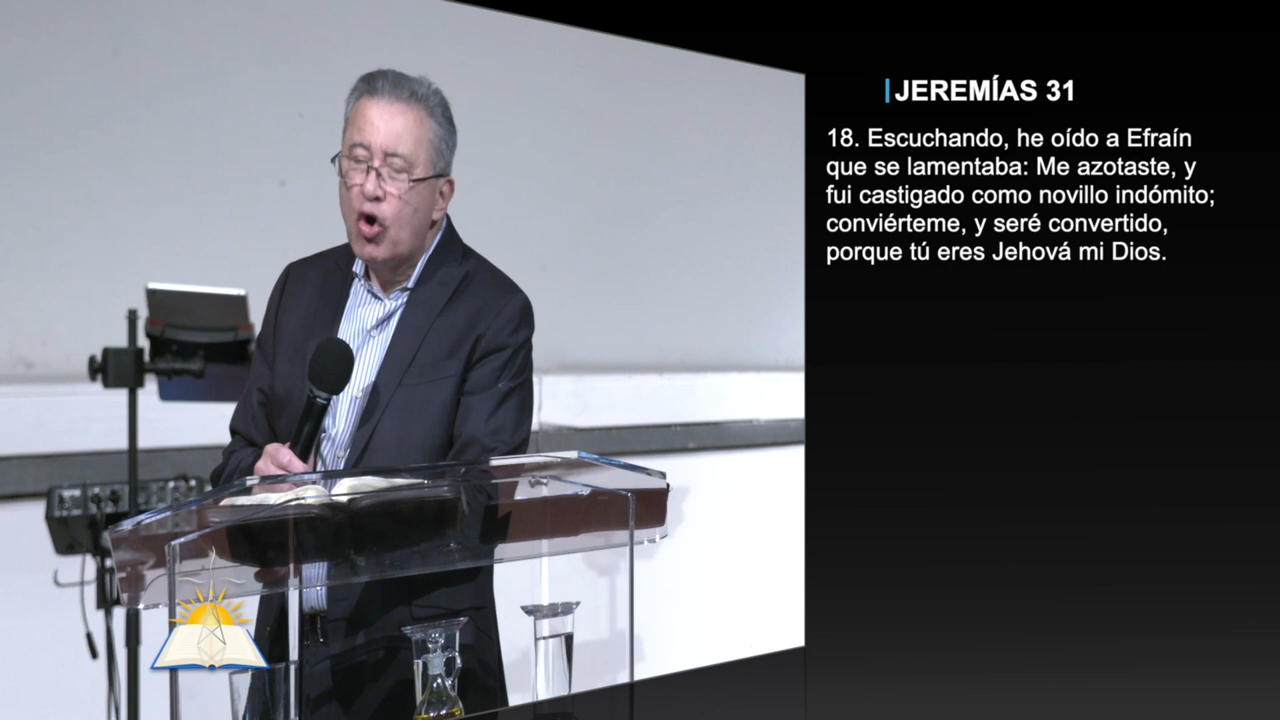 JEREMÍAS 31
18. Escuchando, he oído a Efraín
que se lamentaba: Me azotaste, y
fui castigado como novillo indómito;
conviérteme, y seré convertido,
porque tú eres Jehová mi Dios.